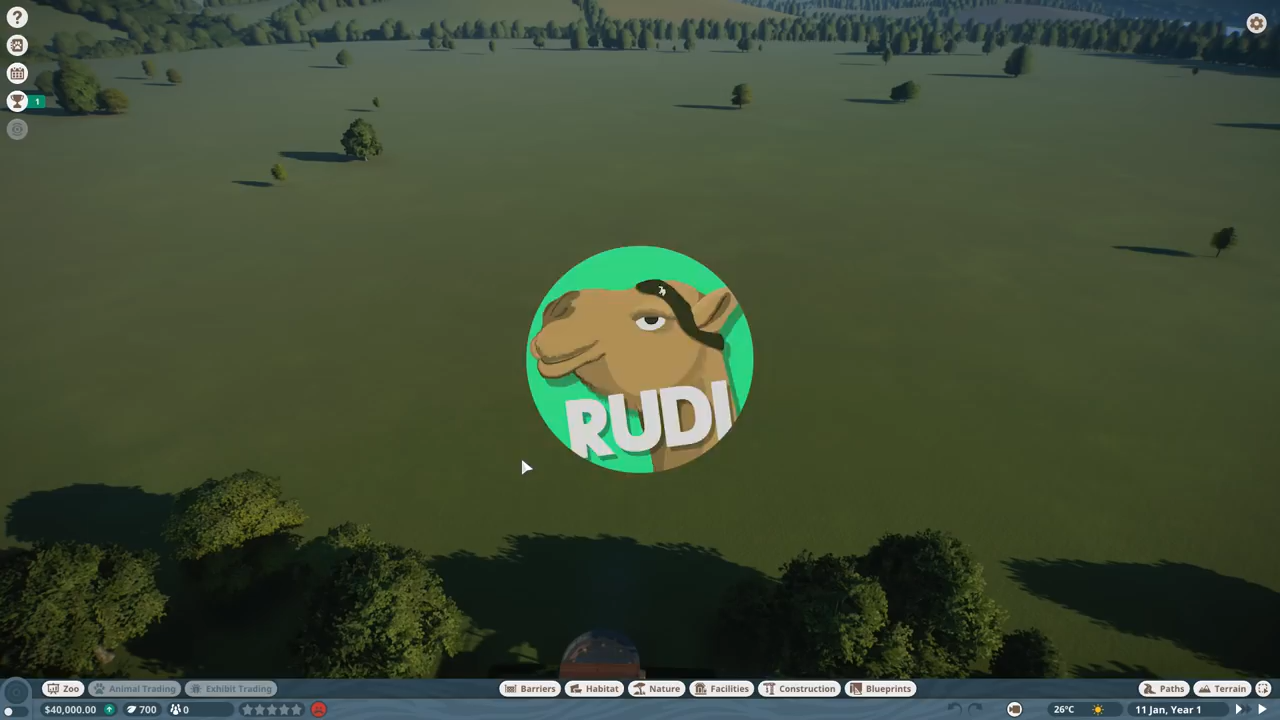 ?
1
RUDI
Zoo
Animal Trading
Exhibit Trading
Barriers
Habitat
Nature
Facilities
Construction
Blueprints
Paths
Terrain
$40,000.00
700
0
26°C
11 Jan, Year 1